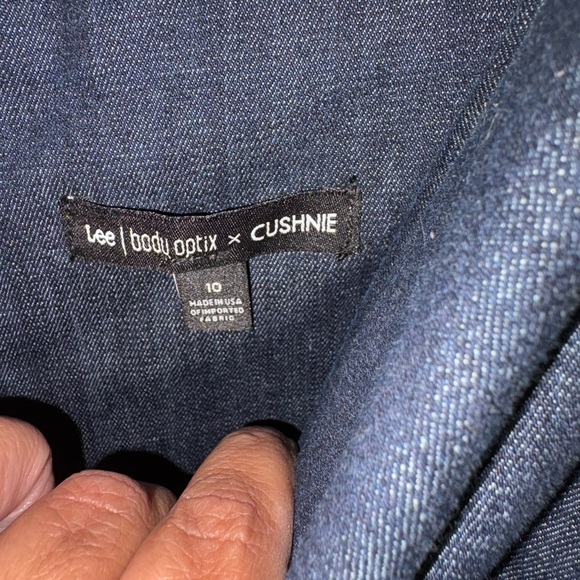 Lee | body optix x CUSHNIE
10
MADE IN USA
OF IMPORTED
FABRIC